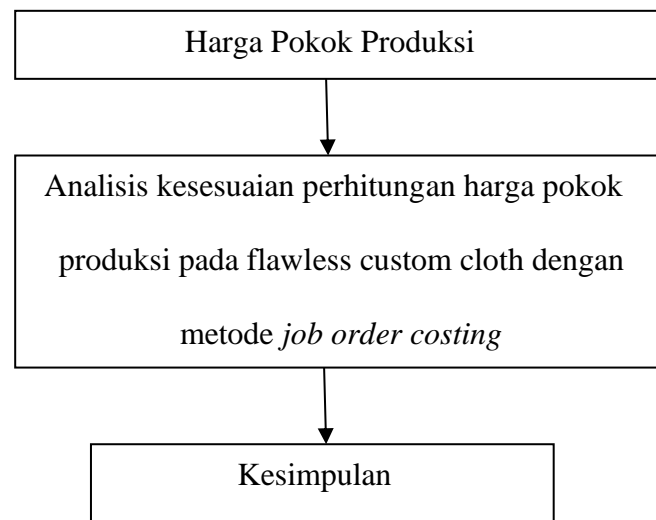 Harga Pokok Produksi
Analisis kesesuaian perhitungan harga pokok
produksi pada flawless custom cloth dengan
metode job order costing
Kesimpulan